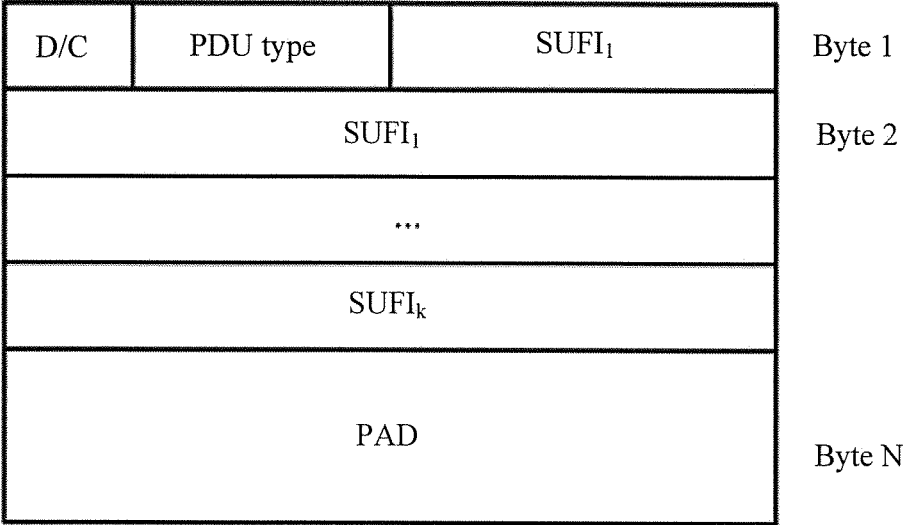 D/C PDU type SUFI₁ Byte 1
SUFI₁ Byte 2
...
SUFIₖ
PAD
Byte N